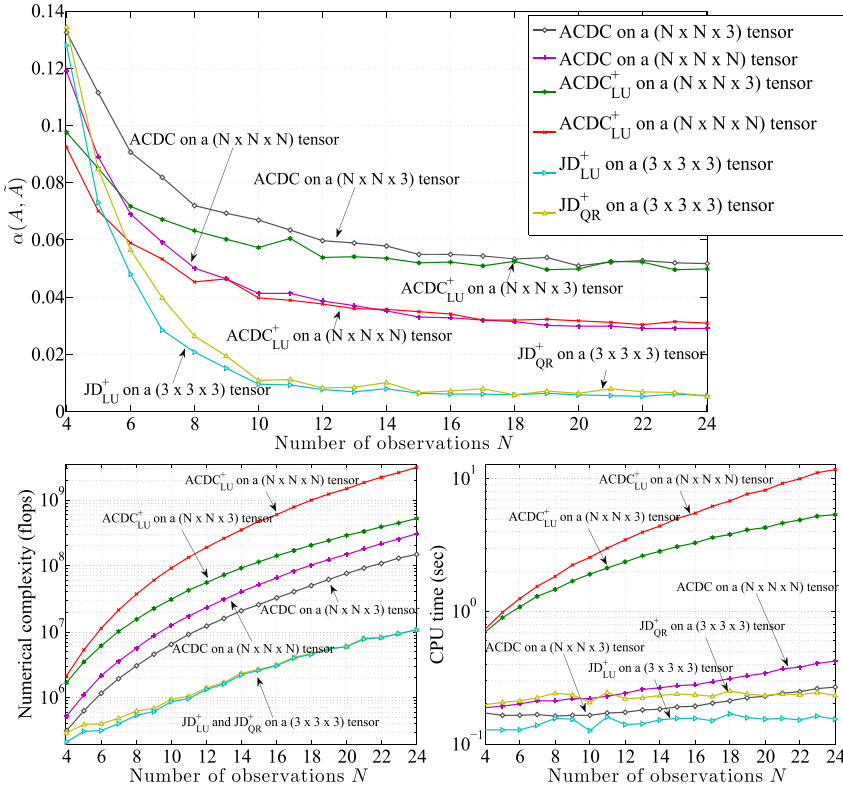 0.14
0.12
0.1
0.08
0.06
0.04
0.02
0
α(A, Ã)
4 6 8 10 12 14 16 18 20 22 24
Number of observations N
ACDC on a (N x N x N) tensor
ACDC on a (N x N x 3) tensor
ACDC⁺LU on a (N x N x 3) tensor
ACDC⁺LU on a (N x N x N) tensor
JD⁺QR on a (3 x 3 x 3) tensor
JD⁺LU on a (3 x 3 x 3) tensor
ACDC on a (N x N x 3) tensor
ACDC on a (N x N x N) tensor
ACDC⁺LU on a (N x N x 3) tensor
ACDC⁺LU on a (N x N x N) tensor
JD⁺LU on a (3 x 3 x 3) tensor
JD⁺QR on a (3 x 3 x 3) tensor
Numerical complexity (flops)
10⁹
10⁸
10⁷
10⁶
ACDC⁺LU on a (N x N x N) tensor
ACDC⁺LU on a (N x N x 3) tensor
ACDC on a (N x N x 3) tensor
ACDC on a (N x N x N) tensor
JD⁺LU and JD⁺QR on a (3 x 3 x 3) tensor
4 6 8 10 12 14 16 18 20 22 24
Number of observations N
CPU time (sec)
10¹
10⁰
10⁻¹
ACDC⁺LU on a (N x N x N) tensor
ACDC⁺LU on a (N x N x 3) tensor
ACDC on a (N x N x N) tensor
JD⁺QR on a (3 x 3 x 3) tensor
ACDC on a (N x N x 3) tensor
JD⁺LU on a (3 x 3 x 3) tensor
4 6 8 10 12 14 16 18 20 22 24
Number of observations N